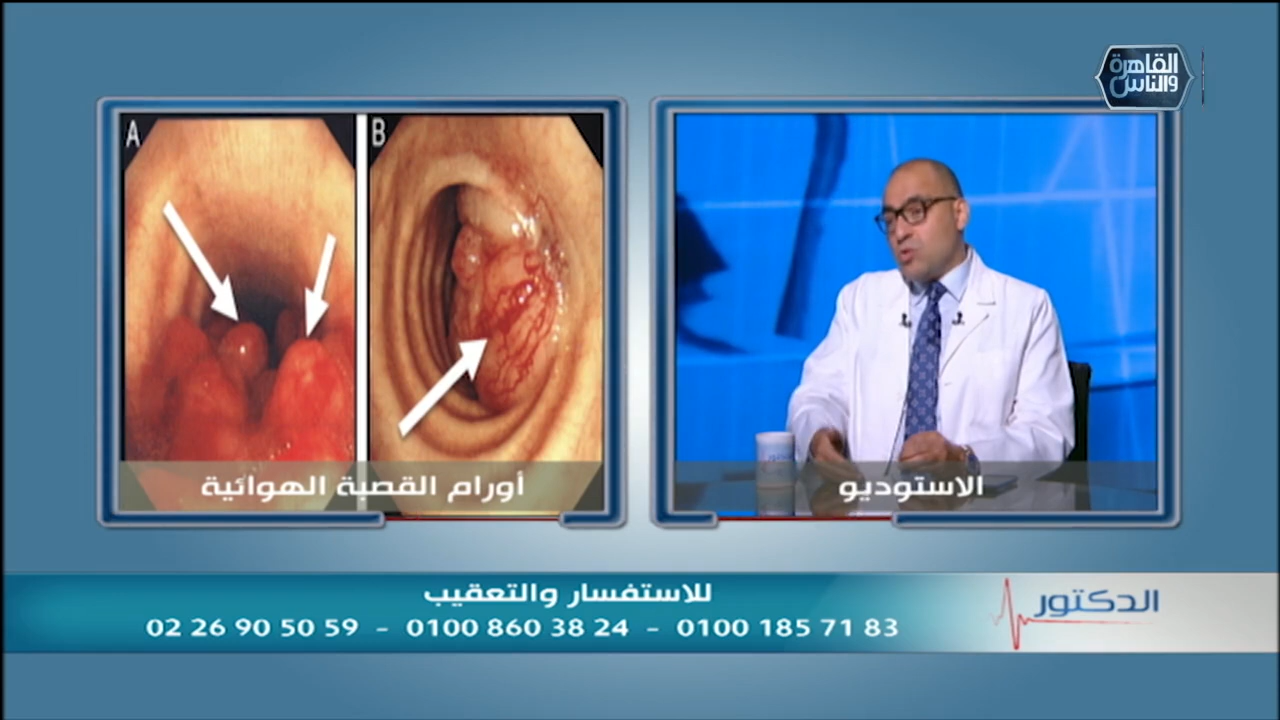 القاهرة
والناس
A
B
أورام القصبة الهوائية
الاستوديو
للاستفسار والتعقيب
02 26 90 50 59 - 0100 860 38 24 - 0100 185 71 83
الدكتور